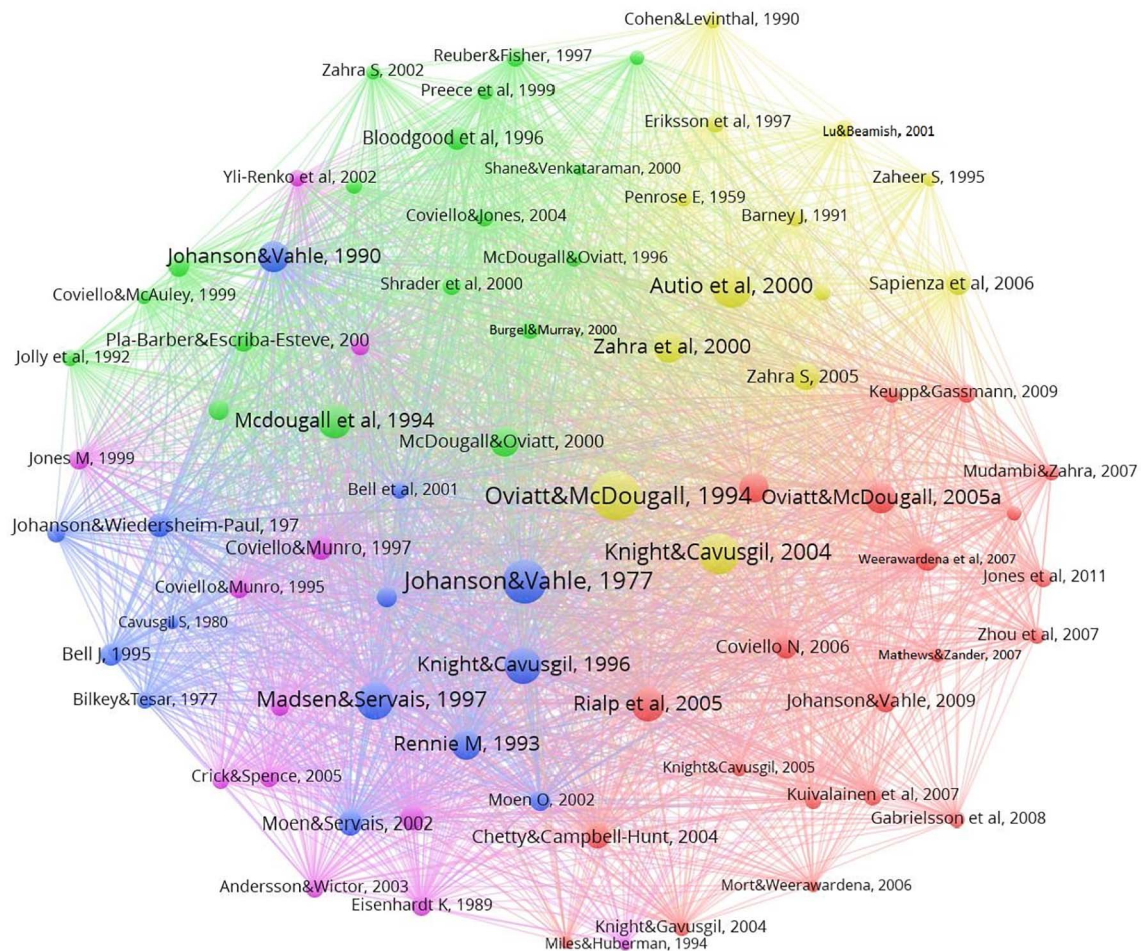 Cohen&Levinthal, 1990
Reuber&Fisher, 1997
Zahra S, 2002
Preece et al, 1999
Eriksson et al, 1997
Lu&Beamish, 2001
Bloodgood et al, 1996
Shane&Venkataraman, 2000
Yli-Renko et al, 2002
Zaheer S, 1995
Penrose E, 1959
Coviello&Jones, 2004
Barney J, 1991
Johanson&Vahle, 1990
McDougall&Oviatt, 1996
Shrader et al, 2000
Autio et al, 2000
Sapienza et al, 2006
Coviello&McAuley, 1999
Burgel&Murray, 2000
Pla-Barber&Escriba-Esteve, 200
Zahra et al, 2000
Jolly et al, 1992
Zahra S, 2005
Keupp&Gassmann, 2009
Mcdougall et al, 1994
McDougall&Oviatt, 2000
Jones M, 1999
Mudambi&Zahra, 2007
Bell et al, 2001
Oviatt&McDougall, 1994
Oviatt&McDougall, 2005a
Johanson&Wiedersheim-Paul, 197
Coviello&Munro, 1997
Knight&Cavusgil, 2004
Weerawardena et al, 2007
Jones et al, 2011
Johanson&Vahle, 1977
Coviello&Munro, 1995
Cavusgil S, 1980
Zhou et al, 2007
Coviello N, 2006
Mathews&Zander, 2007
Bell J, 1995
Knight&Cavusgil, 1996
Bilkey&Tesar, 1977
Madsen&Servais, 1997
Rialp et al, 2005
Johanson&Vahle, 2009
Rennie M, 1993
Knight&Cavusgil, 2005
Crick&Spence, 2005
Kuivalainen et al, 2007
Moen O, 2002
Gabrielsson et al, 2008
Moen&Servais, 2002
Chetty&Campbell-Hunt, 2004
Andersson&Wictor, 2003
Mort&Weerawardena, 2006
Eisenhardt K, 1989
Knight&Gavusgil, 2004
Miles&Huberman, 1994